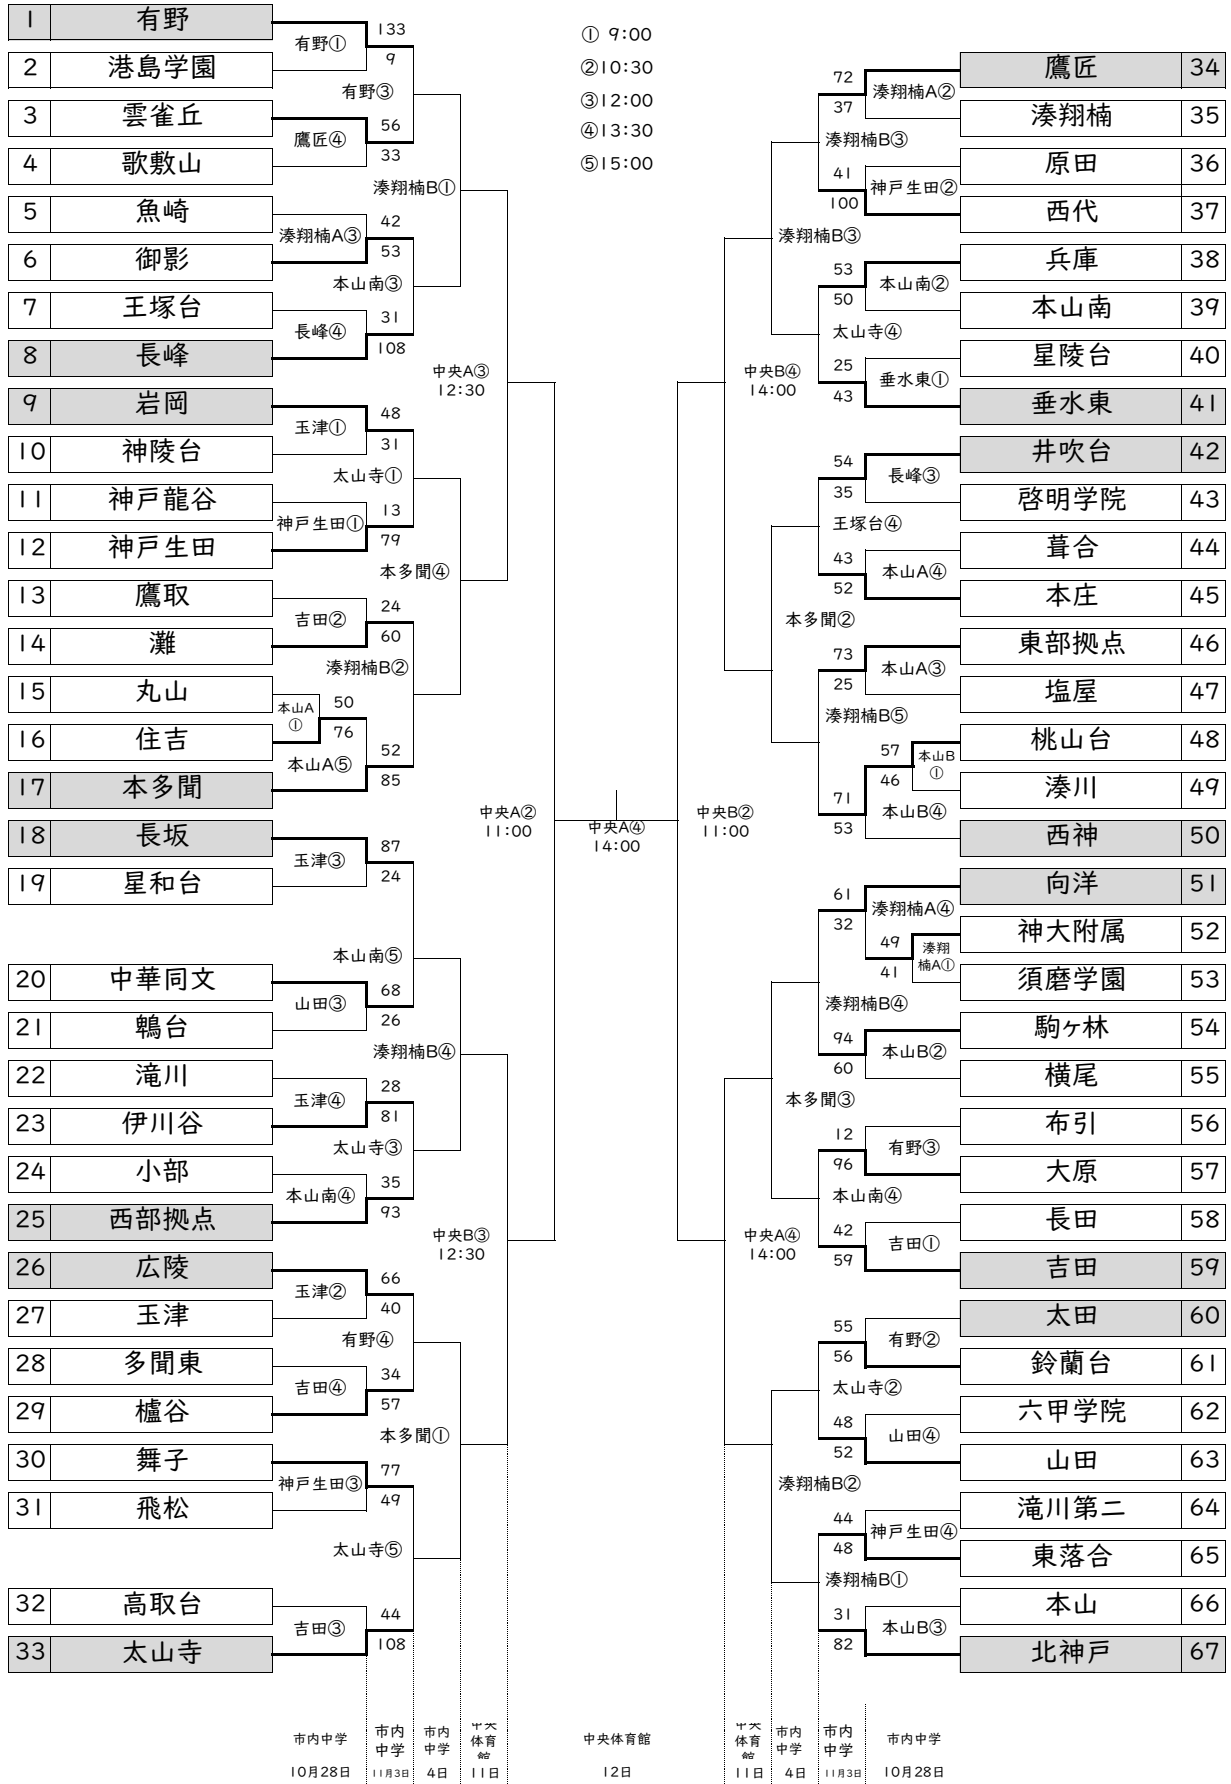 ① 9:00
②10:30
③12:00
④13:30
⑤15:00
1 有野
2 港島学園
3 雲雀丘
4 歌敷山
5 魚崎
6 御影
7 王塚台
8 長峰
9 岩岡
10 神陵台
11 神戸龍谷
12 神戸生田
13 鷹取
14 灘
15 丸山
16 住吉
17 本多聞
18 長坂
19 星和台
20 中華同文
21 鵯台
22 滝川
23 伊川谷
24 小部
25 西部拠点
26 広陵
27 玉津
28 多聞東
29 櫨谷
30 舞子
31 飛松
32 高取台
33 太山寺
有野①
133
9
有野③
鷹匠④
56
33
湊翔楠B①
湊翔楠A③
42
53
本山南③
長峰④
31
108
中央A③
12:30
玉津①
48
31
太山寺①
神戸生田①
13
79
本多聞④
吉田②
24
60
湊翔楠B②
本山A
①
50
76
本山A⑤
52
85
中央A②
11:00
玉津③
87
24
本山南⑤
山田③
68
26
湊翔楠B④
玉津④
28
81
太山寺③
本山南④
35
93
中央B③
12:30
玉津②
66
40
有野④
吉田④
34
57
本多聞①
神戸生田③
77
49
太山寺⑤
吉田③
44
108
中央A④
14:00
鷹匠 34
湊翔楠 35
原田 36
西代 37
兵庫 38
本山南 39
星陵台 40
垂水東 41
井吹台 42
啓明学院 43
葺合 44
本庄 45
東部拠点 46
塩屋 47
桃山台 48
湊川 49
西神 50
向洋 51
神大附属 52
須磨学園 53
駒ヶ林 54
横尾 55
布引 56
大原 57
長田 58
吉田 59
太田 60
鈴蘭台 61
六甲学院 62
山田 63
滝川第二 64
東落合 65
本山 66
北神戸 67
72
37
湊翔楠A②
湊翔楠B③
41
100
神戸生田②
湊翔楠B③
53
50
本山南②
太山寺④
25
43
垂水東①
中央B④
14:00
54
35
長峰③
王塚台④
43
52
本山A④
本多聞②
73
25
本山A③
湊翔楠B⑤
57
46
本山B
①
71
53
本山B④
中央B②
11:00
61
32
湊翔楠A④
49
41
湊翔
楠A①
湊翔楠B④
94
60
本山B②
本多聞③
12
96
有野③
本山南④
42
59
吉田①
中央A④
14:00
55
56
有野②
太山寺②
48
52
山田④
湊翔楠B②
44
48
神戸生田④
湊翔楠B①
31
82
本山B③
市内中学
10月28日
市内
中学
11月3日
市内
中学
4日
中央
体育
館
11日
中央体育館
12日
中央
体育
館
11日
市内
中学
4日
市内
中学
11月3日
市内中学
10月28日